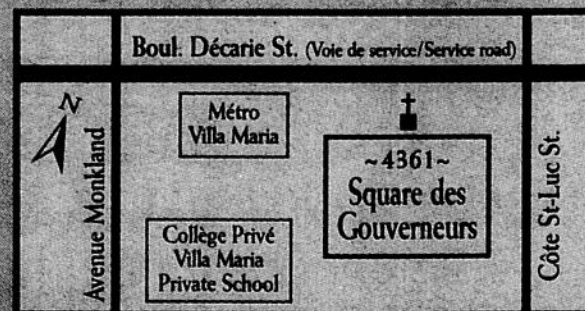 Boul. Décarie St. (Voie de service/Service road)
N
Avenue Monkland
Métro
Villa Maria
~4361~
Square des
Gouverneurs
Collège Privé
Villa Maria
Private School
Côte St-Luc St.